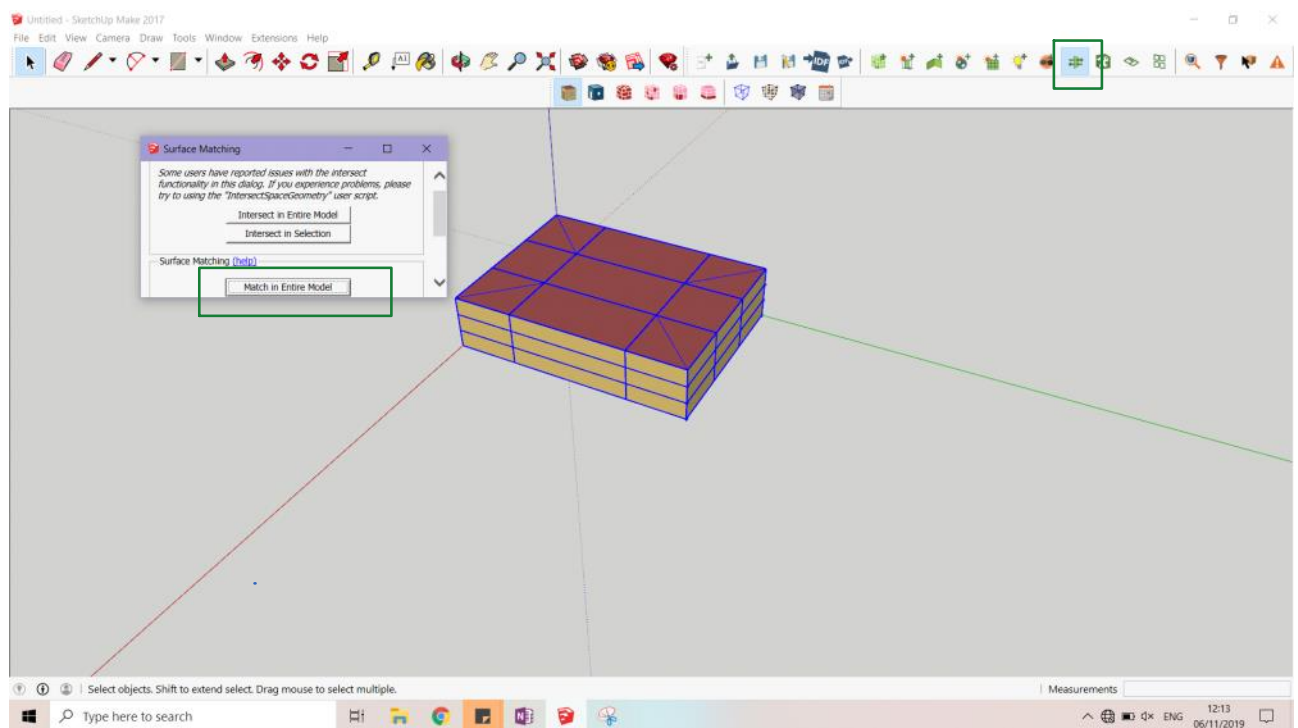 Untitled - SketchUp Make 2017
File Edit View Camera Draw Tools Window Extensions Help
A1
IDF
Surface Matching
Some users have reported issues with the intersect
functionality in this dialog. If you experience problems, please
try to using the "IntersectSpaceGeometry" user script.
Intersect in Entire Model
Intersect in Selection
Surface Matching (help)
Match in Entire Model
Select objects. Shift to extend select. Drag mouse to select multiple.
Measurements
Type here to search
ENG
12:13
06/11/2019